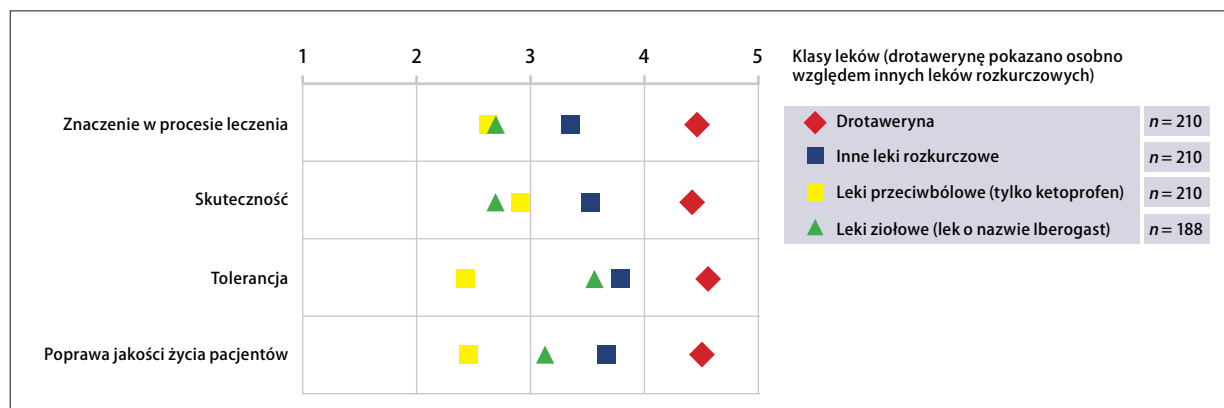 1 2 3 4 5
Znaczenie w procesie leczenia
Skuteczność
Tolerancja
Poprawa jakości życia pacjentów
Klasy leków (drotawerynę pokazano osobno
względem innych leków rozkurczowych)
Drotaweryna n = 210
Inne leki rozkurczowe n = 210
Leki przeciwbólowe (tylko ketoprofen) n = 210
Leki ziołowe (lek o nazwie Iberogast) n = 188